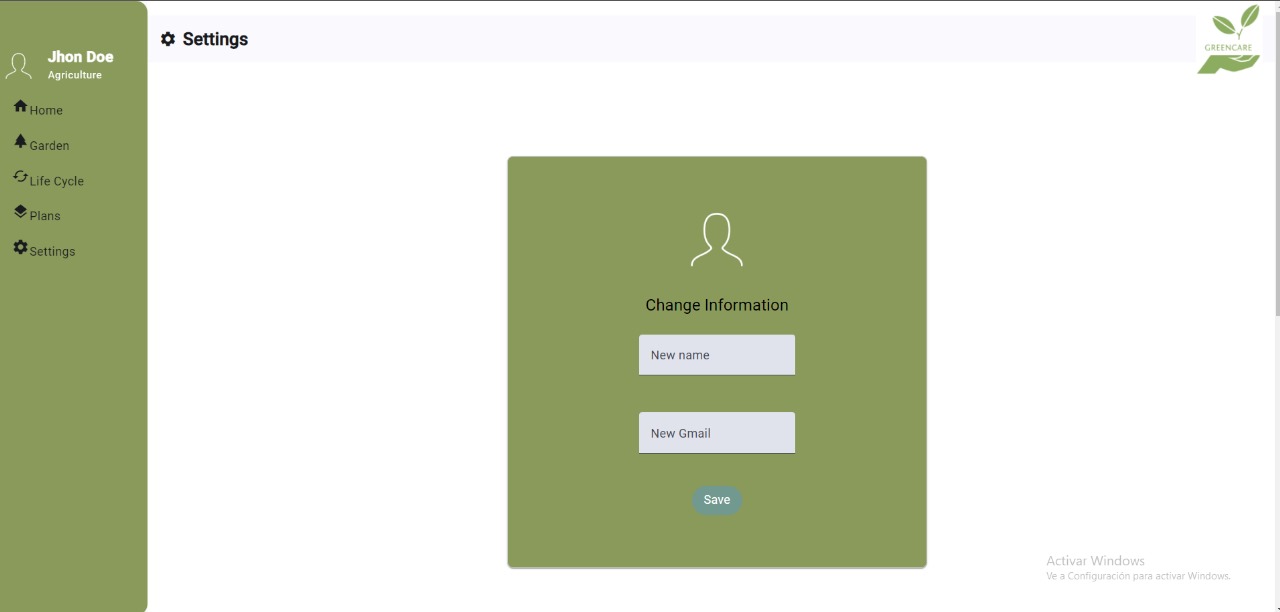 Jhon Doe
Agriculture
Home
Garden
Life Cycle
Plans
Settings
Settings
GREENCARE
Change Information
New name
New Gmail
Save
Activar Windows
Ve a Configuración para activar Windows.